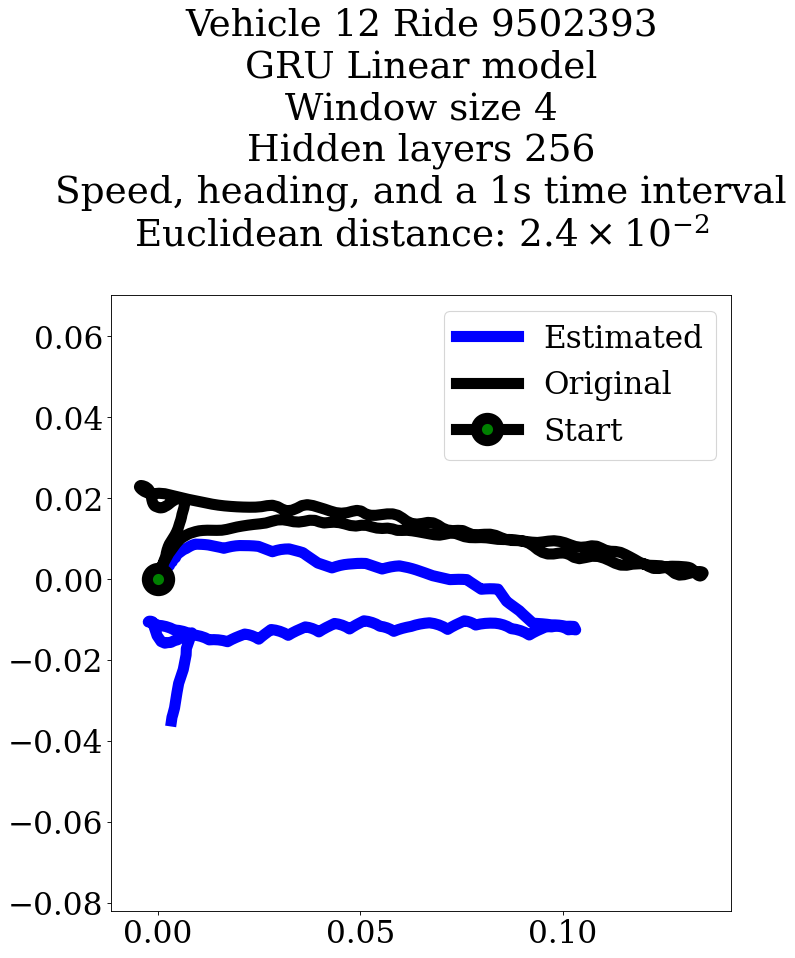 Vehicle 12 Ride 9502393
GRU Linear model
Window size 4
Hidden layers 256
Speed, heading, and a 1s time interval
Euclidean distance: 2.4 × 10⁻²
Estimated
Original
Start
0.06
0.04
0.02
0.00
−0.02
−0.04
−0.06
−0.08
0.00 0.05 0.10